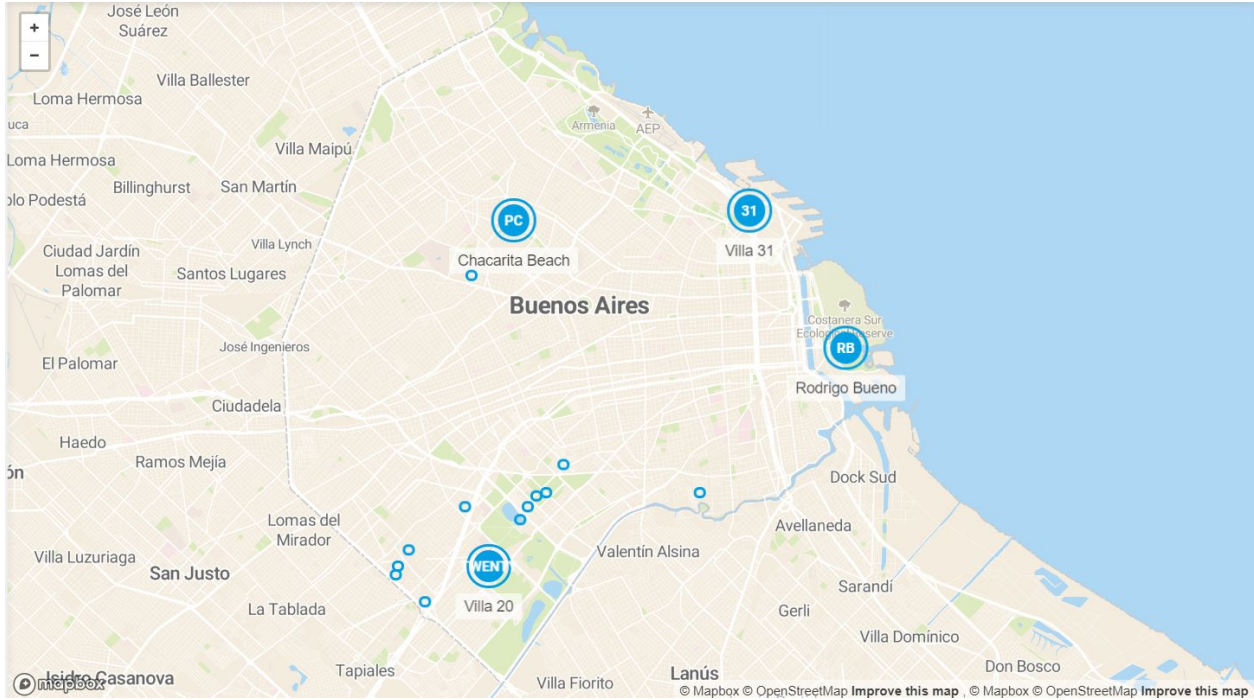 José León
Suárez
+
−
Villa Ballester
Loma Hermosa
Armenia
AEP
uca
Villa Maipú
Loma Hermosa
Billinghurst
San Martín
blo Podestá
PC
31
Villa Lynch
Chacarita Beach
Villa 31
Ciudad Jardín
Lomas del
Palomar
Santos Lugares
Buenos Aires
Costanera Sur
Ecological Reserve
RB
José Ingenieros
El Palomar
Rodrigo Bueno
Ciudadela
Haedo
Ramos Mejía
ón
Dock Sud
Lomas del
Mirador
Avellaneda
Villa Luzuriaga
San Justo
Valentín Alsina
WENT
Villa 20
Sarandi
La Tablada
Gerli
Villa Domínico
Tapiales
Lanús
Don Bosco
Isidro Casanova
mapbox
Villa Fiorito
© Mapbox © OpenStreetMap Improve this map , © Mapbox © OpenStreetMap Improve this map